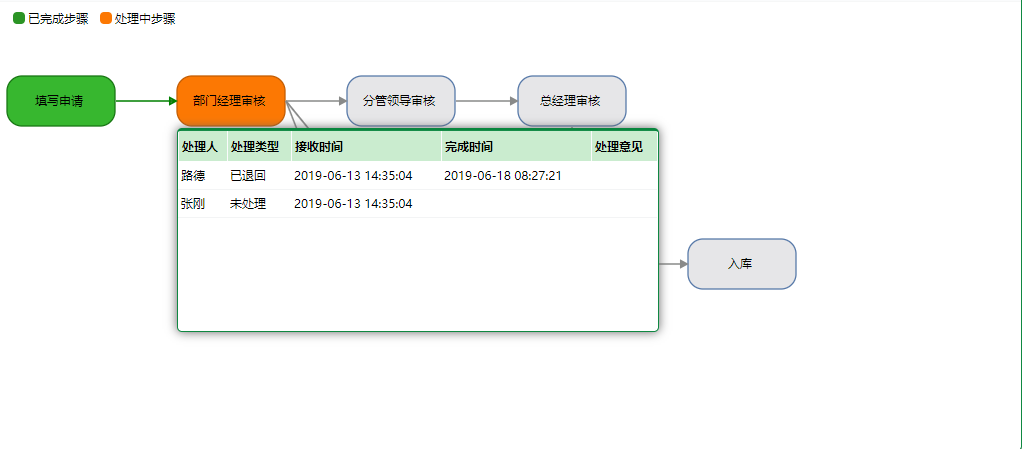 已完成步骤 处理中步骤
填写申请 部门经理审核 分管领导审核 总经理审核
处理人 处理类型 接收时间 完成时间 处理意见
路德 已退回 2019-06-13 14:35:04 2019-06-18 08:27:21
张刚 未处理 2019-06-13 14:35:04
入库